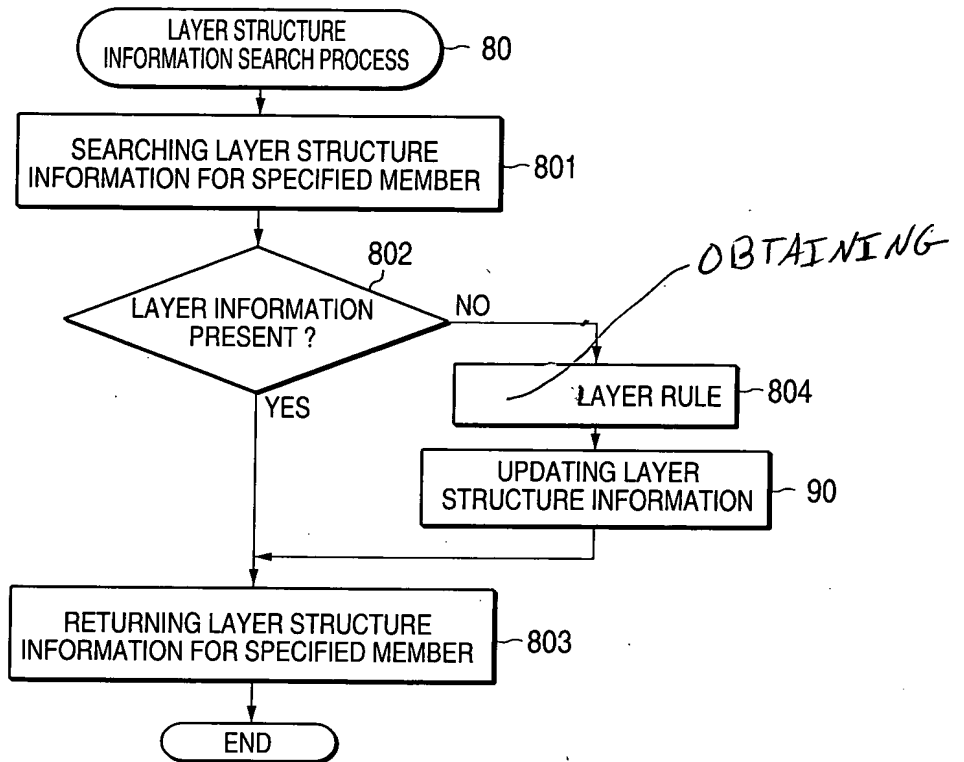 LAYER STRUCTURE
INFORMATION SEARCH PROCESS
80
SEARCHING LAYER STRUCTURE
INFORMATION FOR SPECIFIED MEMBER
801
802
LAYER INFORMATION
PRESENT ?
NO
YES
OBTAINING
LAYER RULE
804
UPDATING LAYER
STRUCTURE INFORMATION
90
RETURNING LAYER STRUCTURE
INFORMATION FOR SPECIFIED MEMBER
803
END